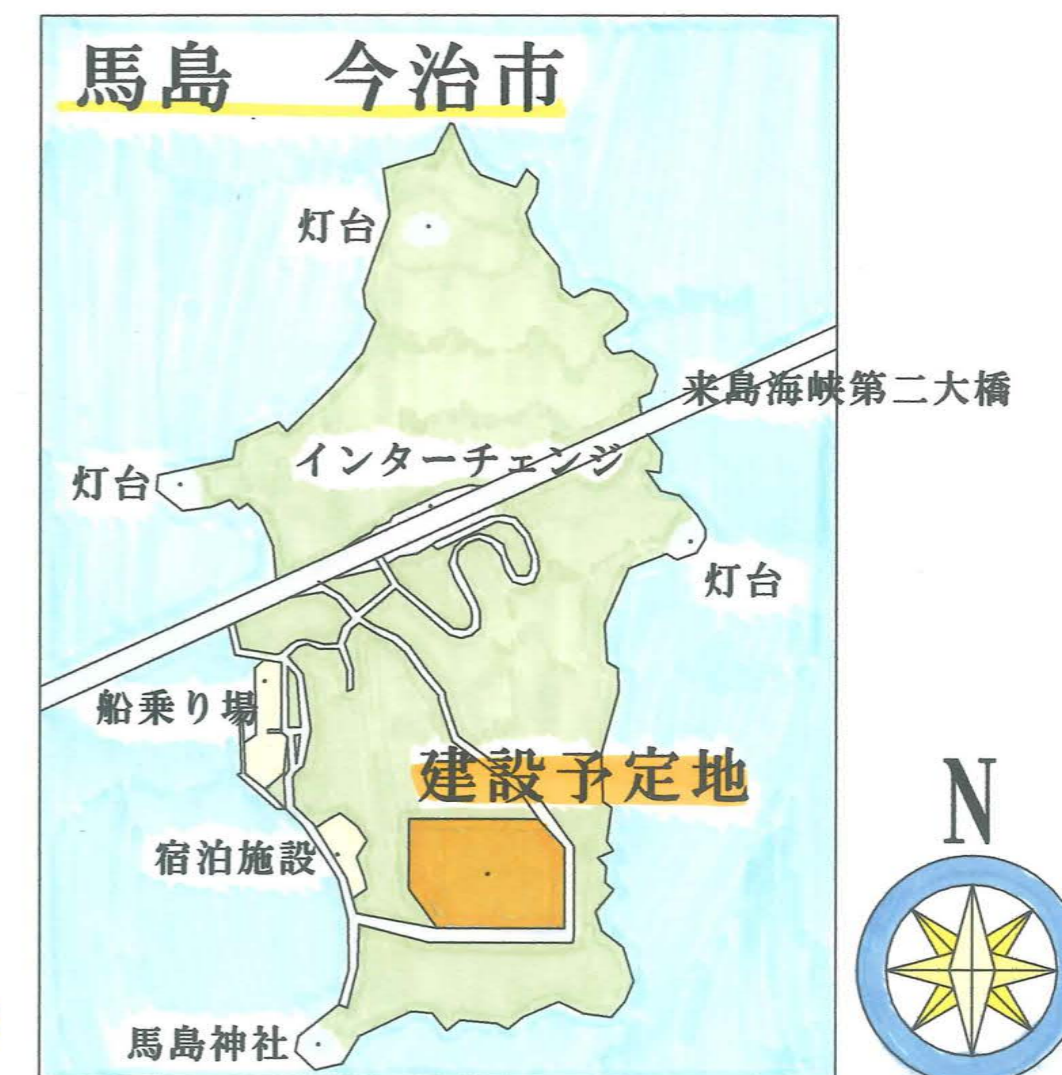 馬島　今治市
灯台
来島海峡第二大橋
インターチェンジ
灯台
灯台
船乗り場
建設予定地
N
宿泊施設
馬島神社